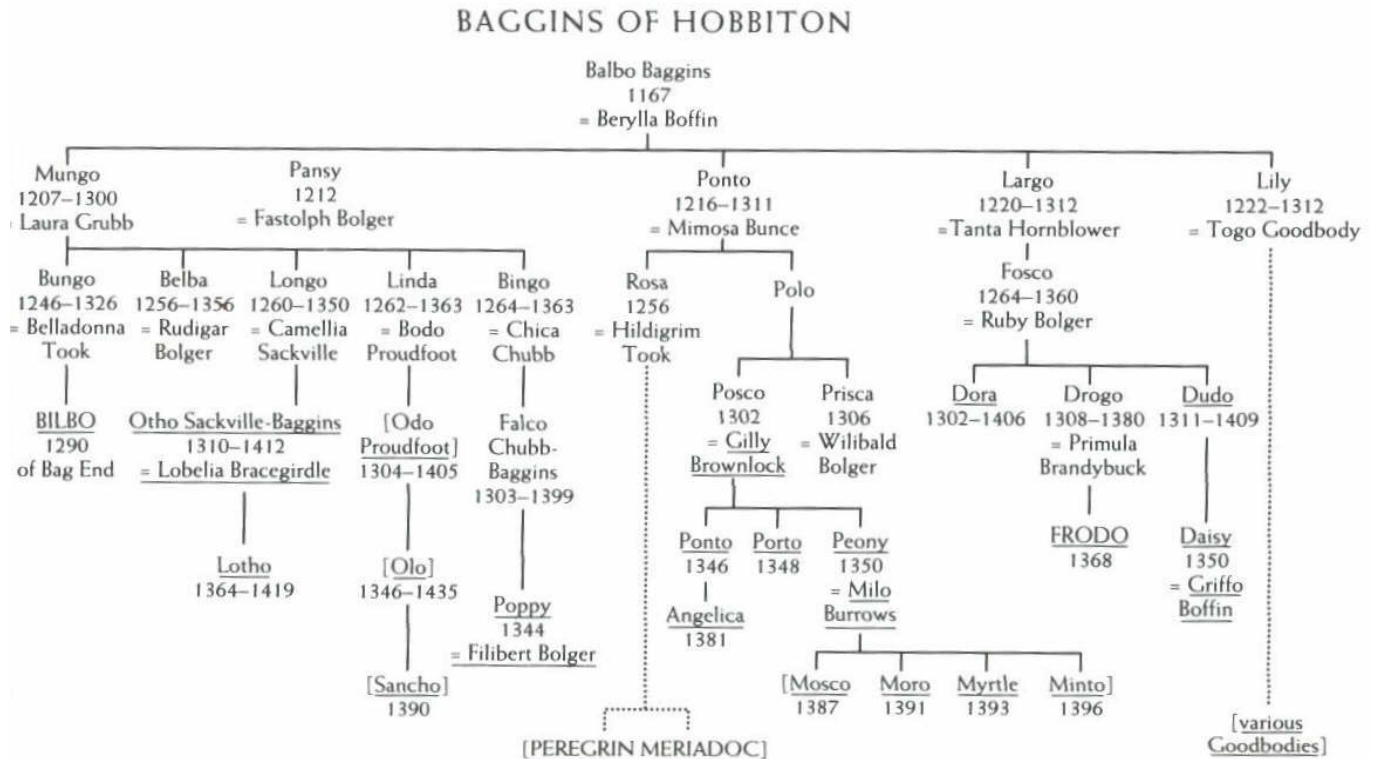 BAGGINS OF HOBBITON
Balbo Baggins
1167
= Berylla Boffin
Mungo
1207–1300
= Laura Grubb
Pansy
1212
= Fastolph Bolger
Ponto
1216–1311
= Mimosa Bunce
Largo
1220–1312
=Tanta Hornblower
Lily
1222–1312
= Togo Goodbody
Bungo
1246–1326
= Belladonna
Took
Belba
1256–1356
= Rudigar
Bolger
Longo
1260–1350
= Camellia
Sackville
Linda
1262–1363
= Bodo
Proudfoot
Bingo
1264–1363
= Chica
Chubb
Rosa
1256
= Hildigrim
Took
Polo
Fosco
1264–1360
= Ruby Bolger
Posco
1302
= Gilly
Brownlock
Prisca
1306
= Wilibald
Bolger
Dora
1302–1406
Drogo
1308–1380
= Primula
Brandybuck
Dudo
1311–1409
BILBO
1290
of Bag End
Otho Sackville-Baggins
1310–1412
= Lobelia Bracegirdle
[Odo
Proudfoot]
1304–1405
Falco
Chubb-
Baggins
1303–1399
Lotho
1364–1419
[Olo]
1346–1435
Poppy
1344
= Filibert Bolger
Ponto
1346
Porto
1348
Peony
1350
= Milo
Burrows
FRODO
1368
Daisy
1350
= Griffo
Boffin
Angelica
1381
[Sancho]
1390
[Mosco
1387
Moro
1391
Myrtle
1393
Minto]
1396
[PEREGRIN MERIADOC]
[various
Goodbodies]